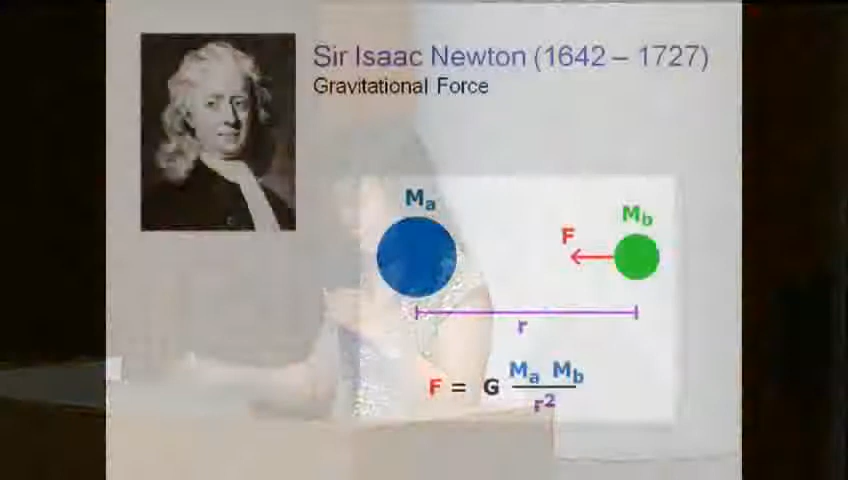 Sir Isaac Newton (1642 – 1727)
Gravitational Force
Ma
Mb
F
r
F = G Ma Mb
r²